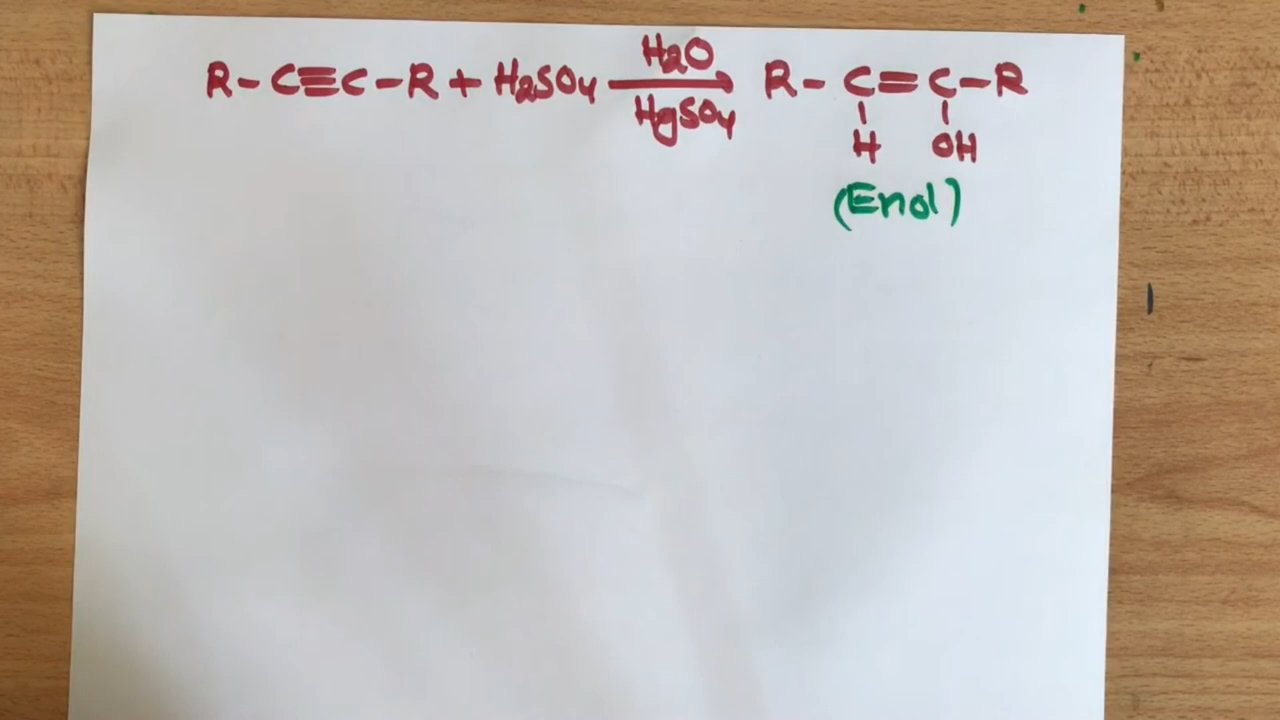 R-C≡C-R + H2SO4 H2O R-C=C-R
HgSO4
H OH
(Enol)